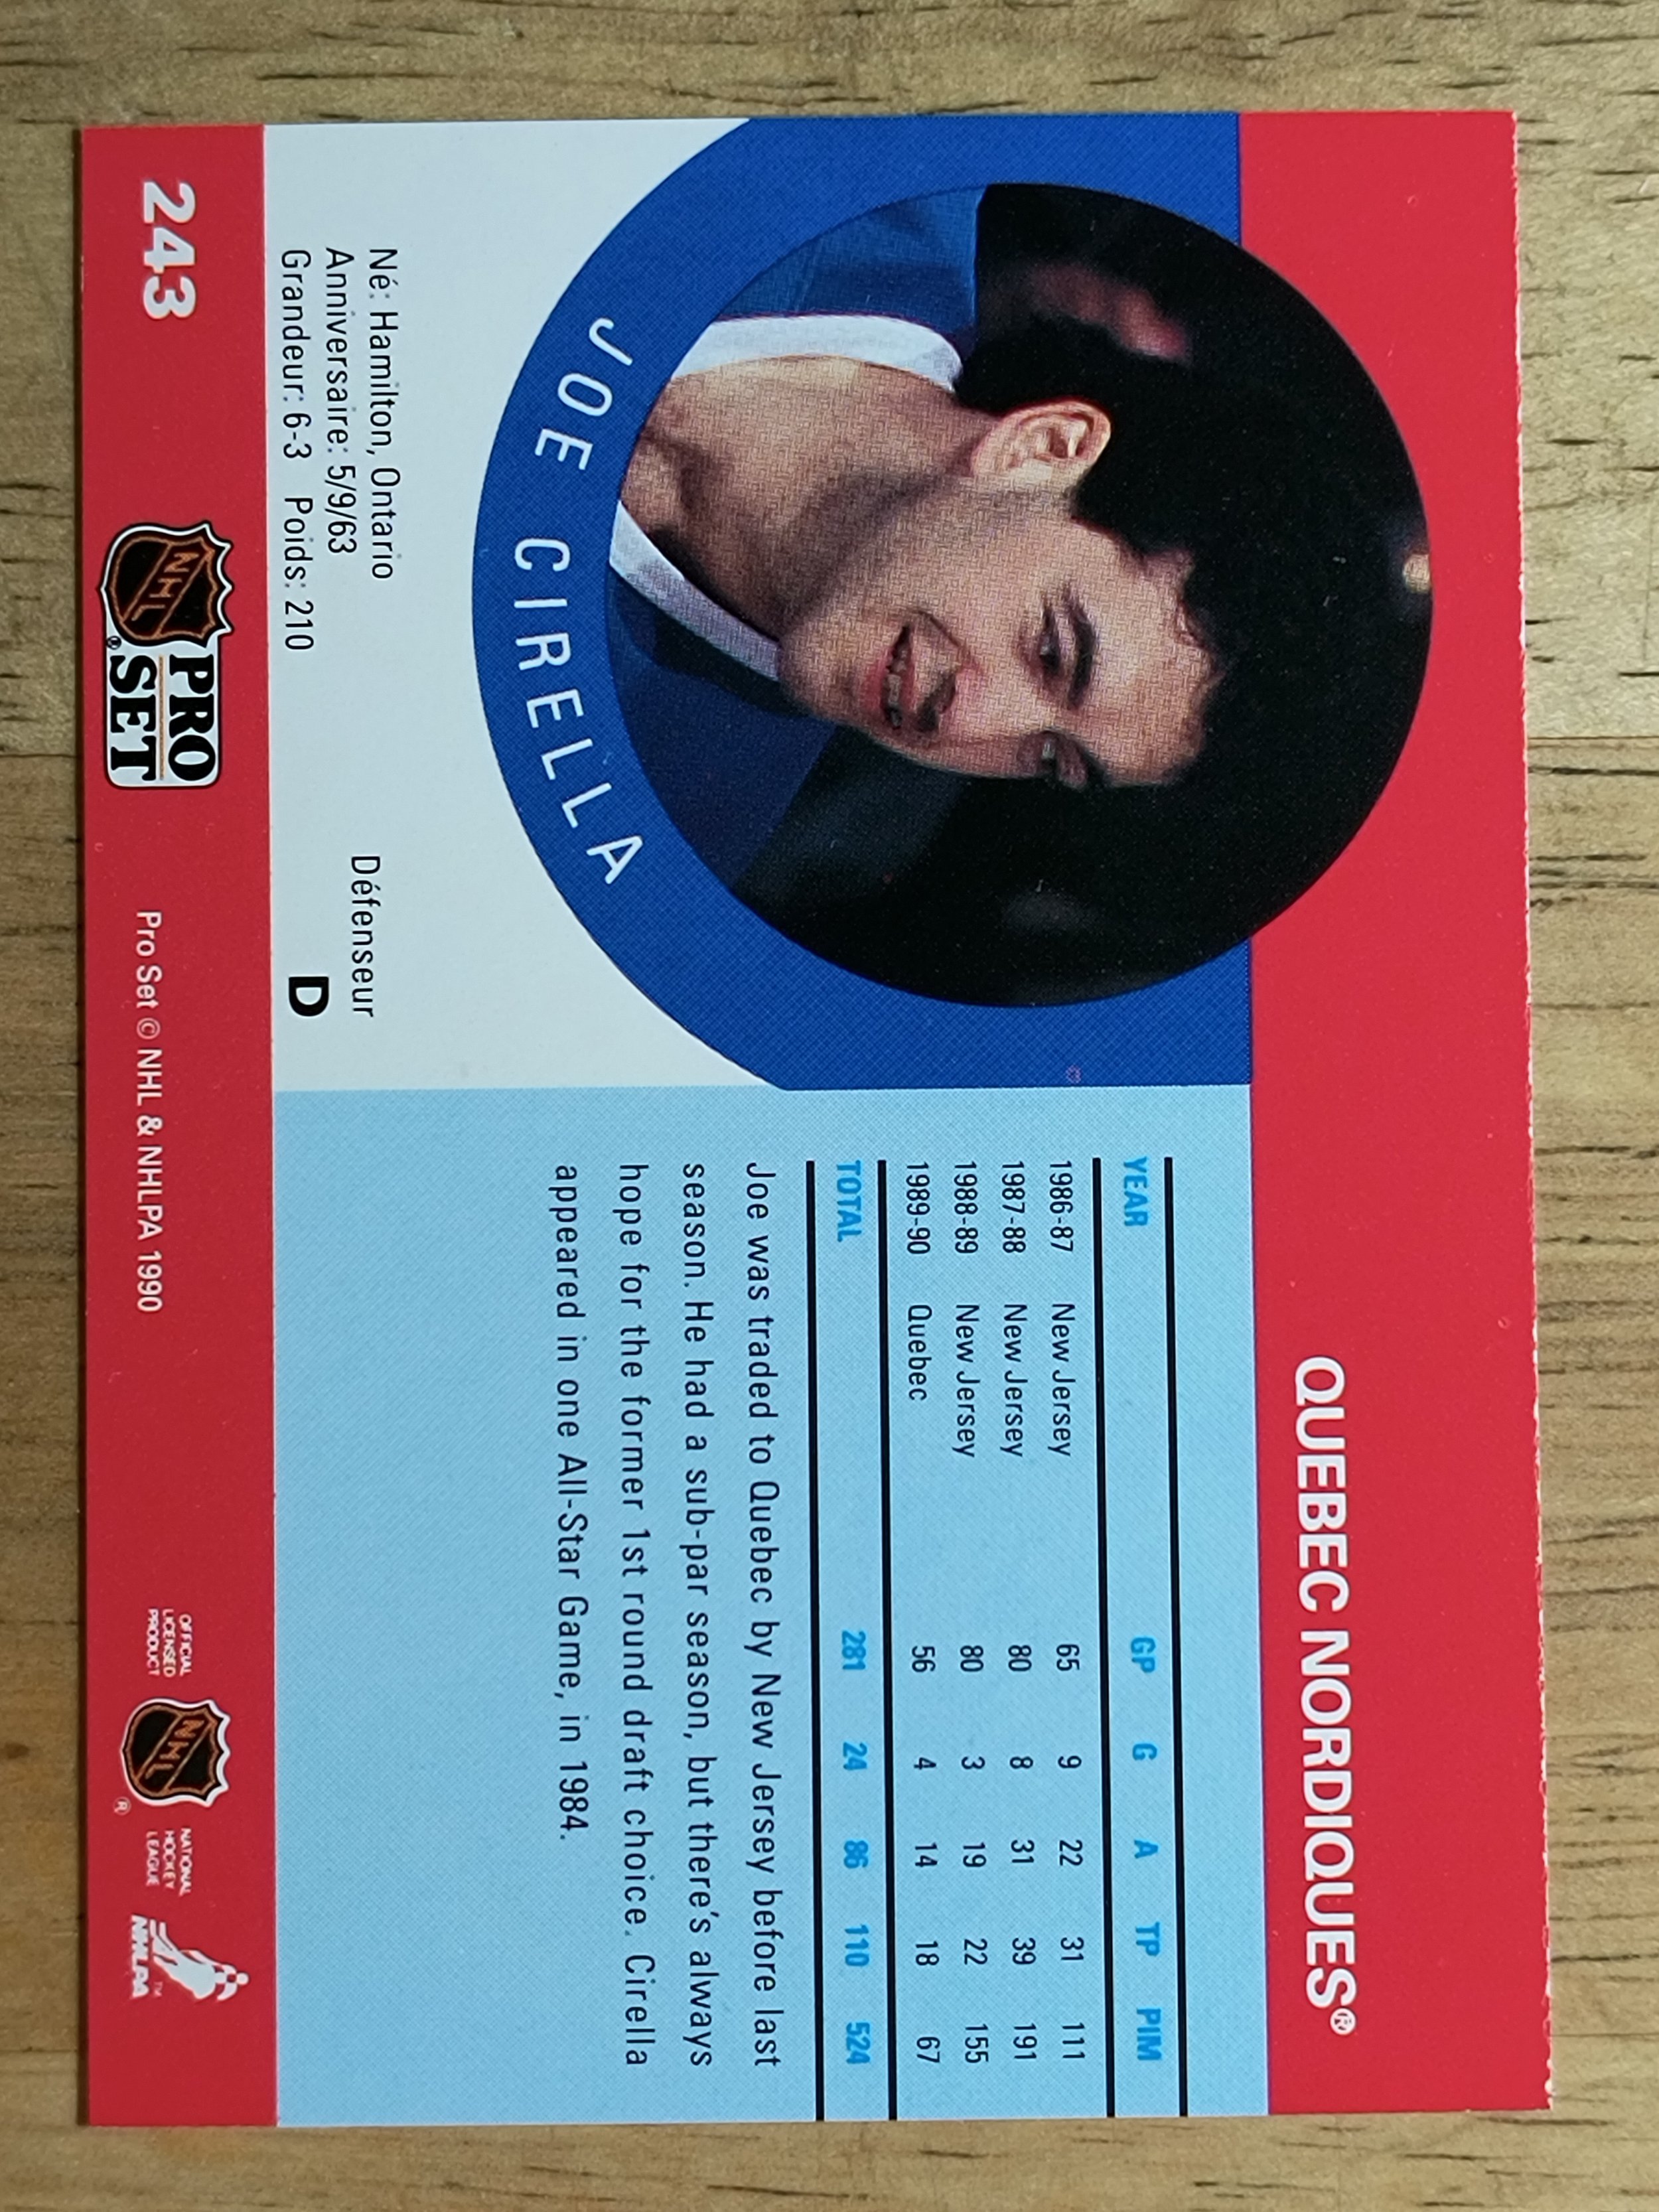 QUEBEC NORDIQUES®
JOE CIRELLA
Né: Hamilton, Ontario
Anniversaire: 5/9/63
Grandeur: 6-3 Poids: 210
Défenseur
D
YEAR GP G A TP PIM
1986-87 New Jersey 65 9 22 31 111
1987-88 New Jersey 80 8 31 39 191
1988-89 New Jersey 80 3 19 22 155
1989-90 Quebec 56 4 14 18 67
TOTAL 281 24 86 110 524
Joe was traded to Quebec by New Jersey before last
season. He had a sub-par season, but there's always
hope for the former 1st round draft choice. Cirella
appeared in one All-Star Game, in 1984.
243
NHL®
PRO
SET
Pro Set © NHL & NHLPA 1990
OFFICIAL
LICENSED
PRODUCT
NHL®
NATIONAL
HOCKEY
LEAGUE
NHLPA™